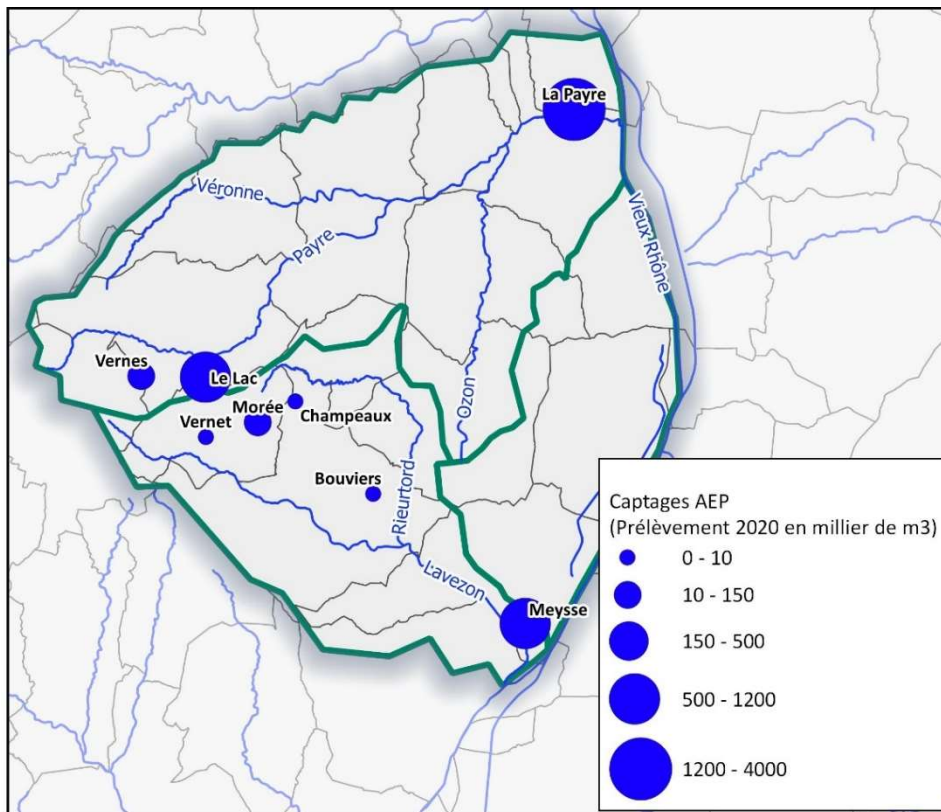 La Payre
Véronne
Vieux Rhône
Payre
Vernes
Le Lac
Ozon
Morée
Champeaux
Vernet
Bouviers
Rieurtord
Lavezon
Meysse
Captages AEP
(Prélèvement 2020 en millier de m3)
0 - 10
10 - 150
150 - 500
500 - 1200
1200 - 4000